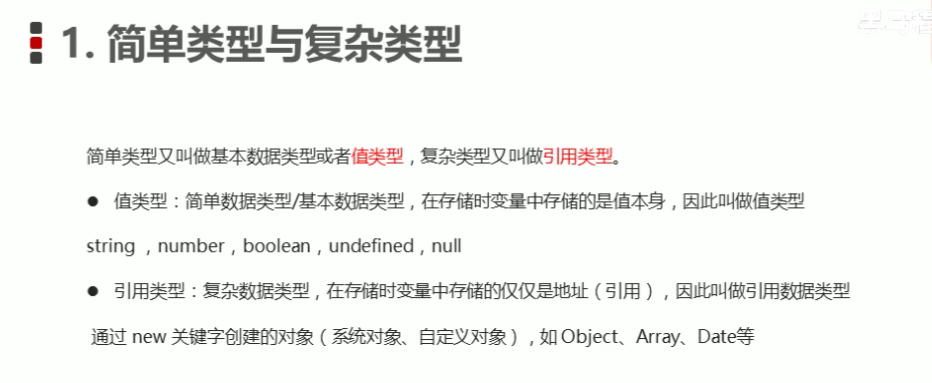 1. 简单类型与复杂类型
简单类型又叫做基本数据类型或者值类型，复杂类型又叫做引用类型。
● 值类型：简单数据类型/基本数据类型，在存储时变量中存储的是值本身，因此叫做值类型
string ，number，boolean，undefined，null
● 引用类型：复杂数据类型，在存储时变量中存储的仅仅是地址（引用），因此叫做引用数据类型
通过 new 关键字创建的对象（系统对象、自定义对象），如 Object、Array、Date等